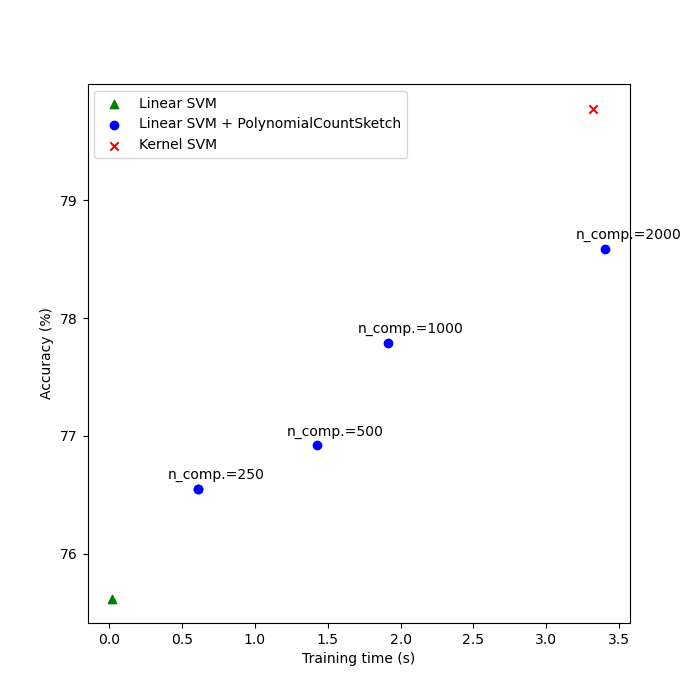 Linear SVM
Linear SVM + PolynomialCountSketch
Kernel SVM
79
n_comp.=2000
78
n_comp.=1000
Accuracy (%)
77
n_comp.=500
n_comp.=250
76
0.0 0.5 1.0 1.5 2.0 2.5 3.0 3.5
Training time (s)